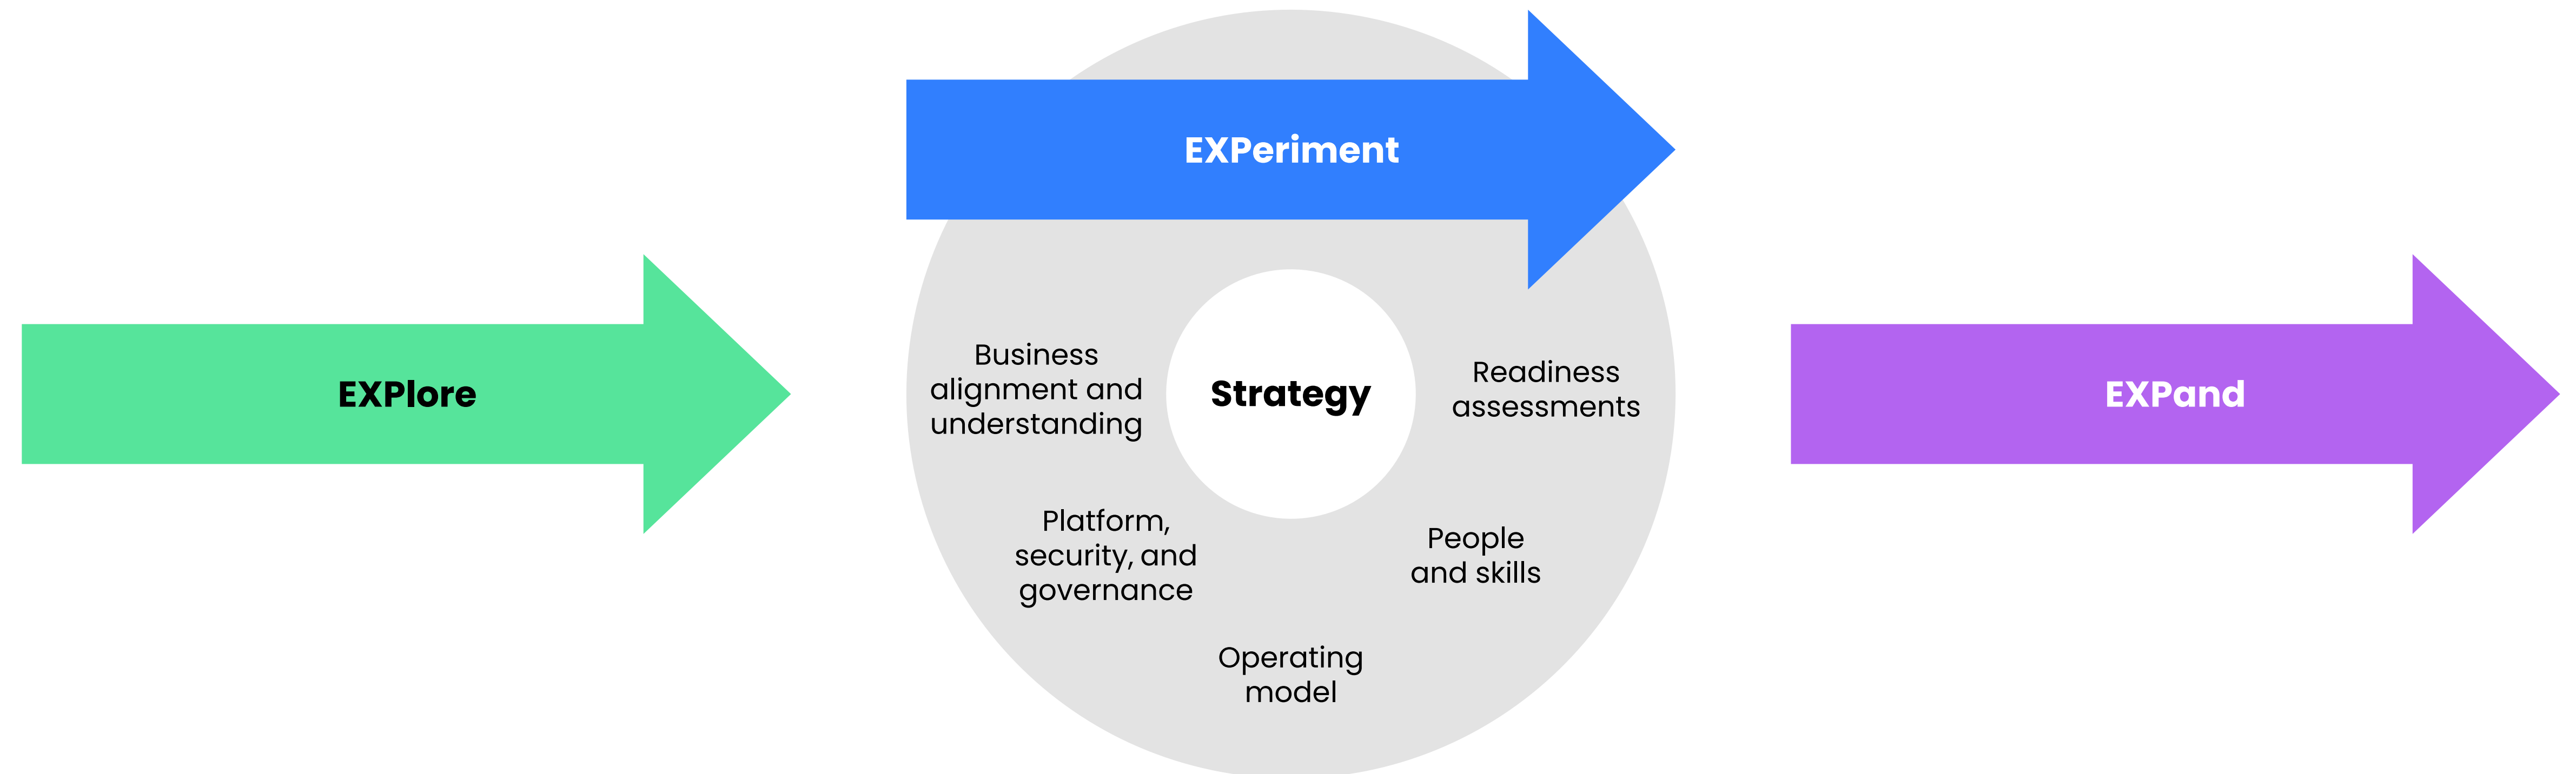 EXPeriment
EXPlore
Business
alignment and
understanding
Strategy
Readiness
assessments
EXPand
Platform,
security, and
governance
People
and skills
Operating
model